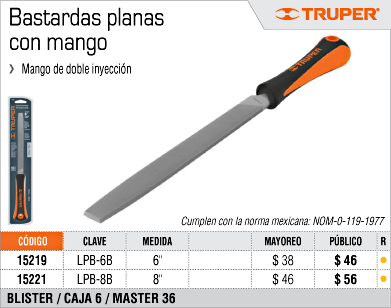 Bastardas planas
con mango
TRUPER®
› Mango de doble inyección
TRUPER
TRUPER
Cumplen con la norma mexicana: NOM-0-119-1977
CÓDIGO CLAVE MEDIDA MAYOREO PÚBLICO R
15219 LPB-6B 6" $ 38 $ 46 ●
15221 LPB-8B 8" $ 46 $ 56 ●
BLISTER / CAJA 6 / MASTER 36